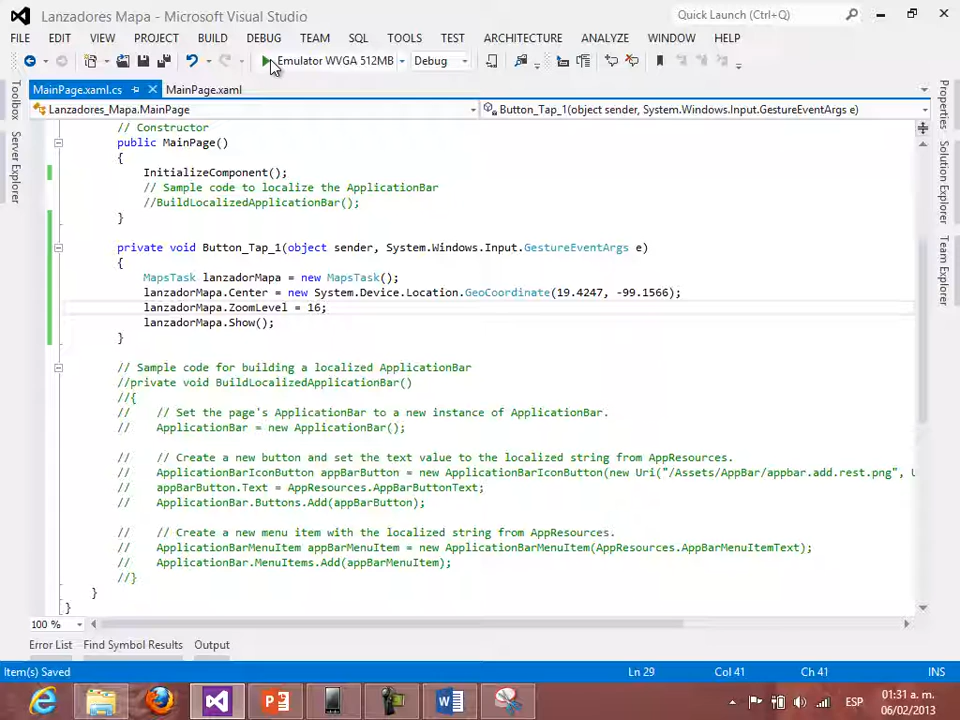 Lanzadores Mapa - Microsoft Visual Studio
Quick Launch (Ctrl+Q)
FILE EDIT VIEW PROJECT BUILD DEBUG TEAM SQL TOOLS TEST ARCHITECTURE ANALYZE WINDOW HELP
Emulator WVGA 512MB Debug
MainPage.xaml.cs MainPage.xaml
Lanzadores_Mapa.MainPage Button_Tap_1(object sender, System.Windows.Input.GestureEventArgs e)
Toolbox
Server Explorer
// Constructor
public MainPage()
{
InitializeComponent();
// Sample code to localize the ApplicationBar
//BuildLocalizedApplicationBar();
}
private void Button_Tap_1(object sender, System.Windows.Input.GestureEventArgs e)
{
MapsTask lanzadorMapa = new MapsTask();
lanzadorMapa.Center = new System.Device.Location.GeoCoordinate(19.4247, -99.1566);
lanzadorMapa.ZoomLevel = 16;
lanzadorMapa.Show();
}
// Sample code for building a localized ApplicationBar
//private void BuildLocalizedApplicationBar()
//{
// // Set the page's ApplicationBar to a new instance of ApplicationBar.
// ApplicationBar = new ApplicationBar();
// // Create a new button and set the text value to the localized string from AppResources.
// ApplicationBarIconButton appBarButton = new ApplicationBarIconButton(new Uri("/Assets/AppBar/appbar.add.rest.png", U
// appBarButton.Text = AppResources.AppBarButtonText;
// ApplicationBar.Buttons.Add(appBarButton);
// // Create a new menu item with the localized string from AppResources.
// ApplicationBarMenuItem appBarMenuItem = new ApplicationBarMenuItem(AppResources.AppBarMenuItemText);
// ApplicationBar.MenuItems.Add(appBarMenuItem);
//}
}
}
Properties
Solution Explorer
Team Explorer
100 %
Error List Find Symbol Results Output
Item(s) Saved Ln 29 Col 41 Ch 41 INS
ESP
01:31 a. m.
06/02/2013